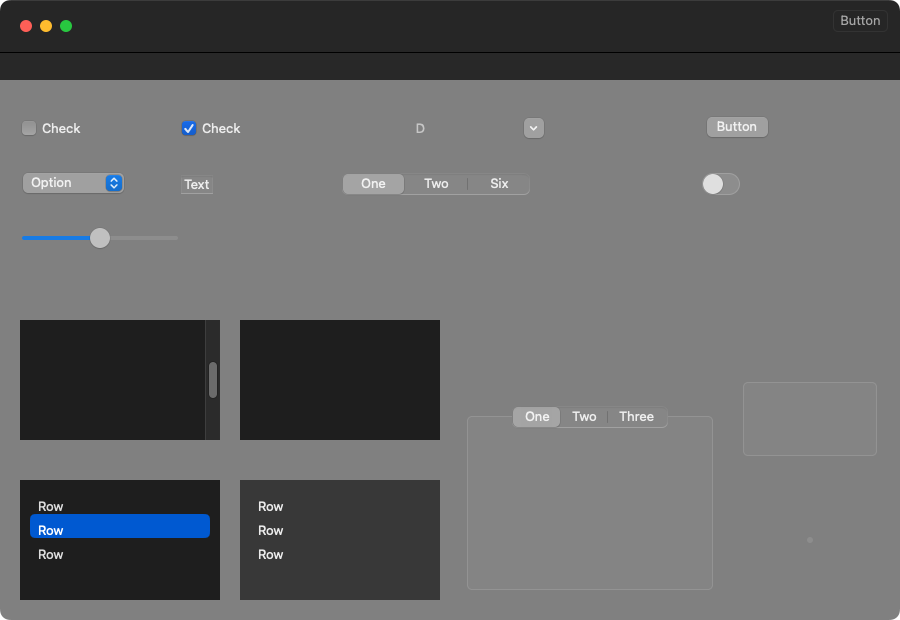 Button
Check
Check
D
Button
Option
Text
One Two Six
One Two Three
Row
Row
Row
Row
Row
Row